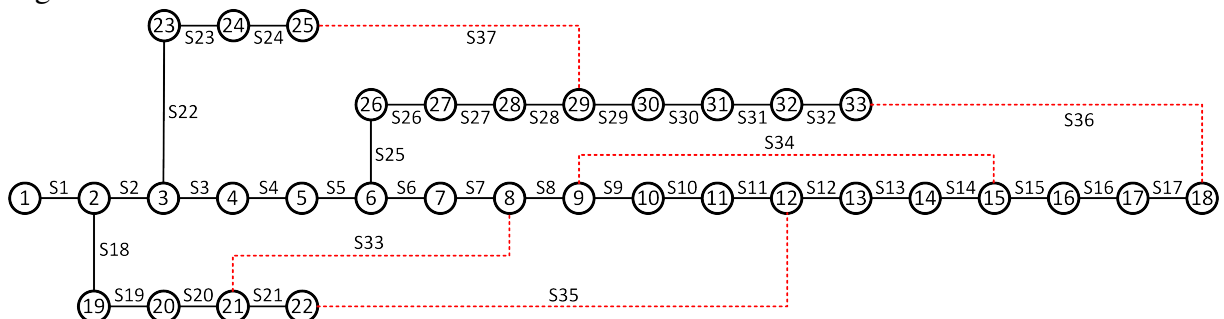 23 24 25
S23 S24 S37
26 27 28 29 30 31 32 33
S22 S26 S27 S28 S29 S30 S31 S32 S36
S34
S25
S1 S2 S3 S4 S5 S6 S7 S8 S9 S10 S11 S12 S13 S14 S15 S16 S17
1 2 3 4 5 6 7 8 9 10 11 12 13 14 15 16 17 18
S18 S33
S19 S20 S21 S35
19 20 21 22